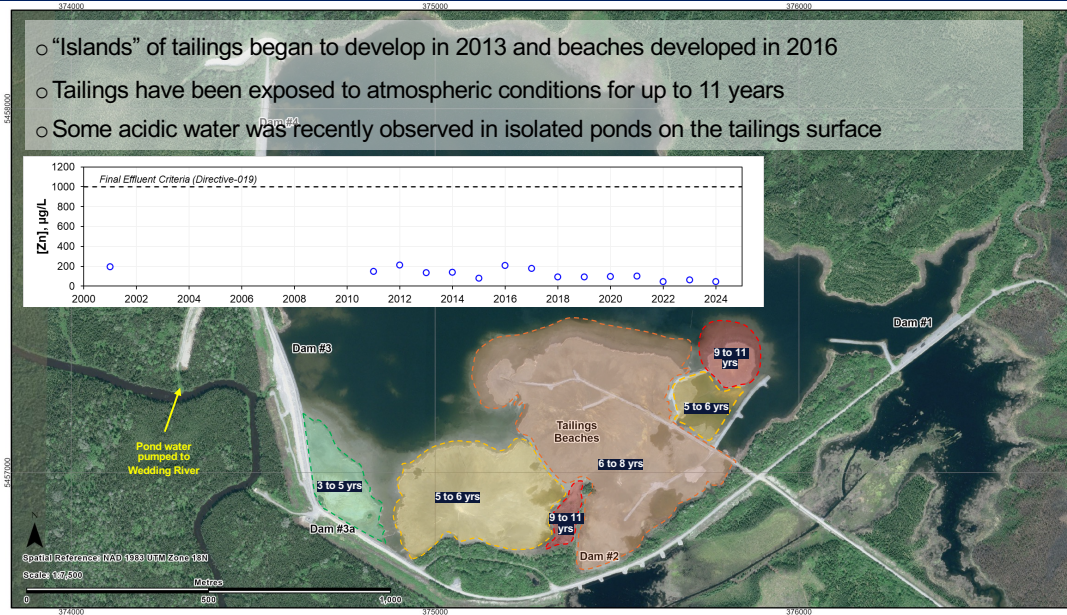 374000
375000
376000
○ “Islands” of tailings began to develop in 2013 and beaches developed in 2016
○ Tailings have been exposed to atmospheric conditions for up to 11 years
○ Some acidic water was recently observed in isolated ponds on the tailings surface
5458000
Dam #4
Final Effluent Criteria (Directive-019)
[Zn], µg/L
1200
1000
800
600
400
200
0
2000 2002 2004 2006 2008 2010 2012 2014 2016 2018 2020 2022 2024
Dam #1
Dam #3
9 to 11
yrs
5 to 6 yrs
Tailings
Beaches
Pond water
pumped to
Wedding River
6 to 8 yrs
5457000
3 to 5 yrs
5 to 6 yrs
9 to 11
yrs
Dam #3a
Dam #2
N
Spatial Reference: NAD 1983 UTM Zone 18N
Scale: 1:7,500
Metres
0 500 1,000
374000
375000
376000